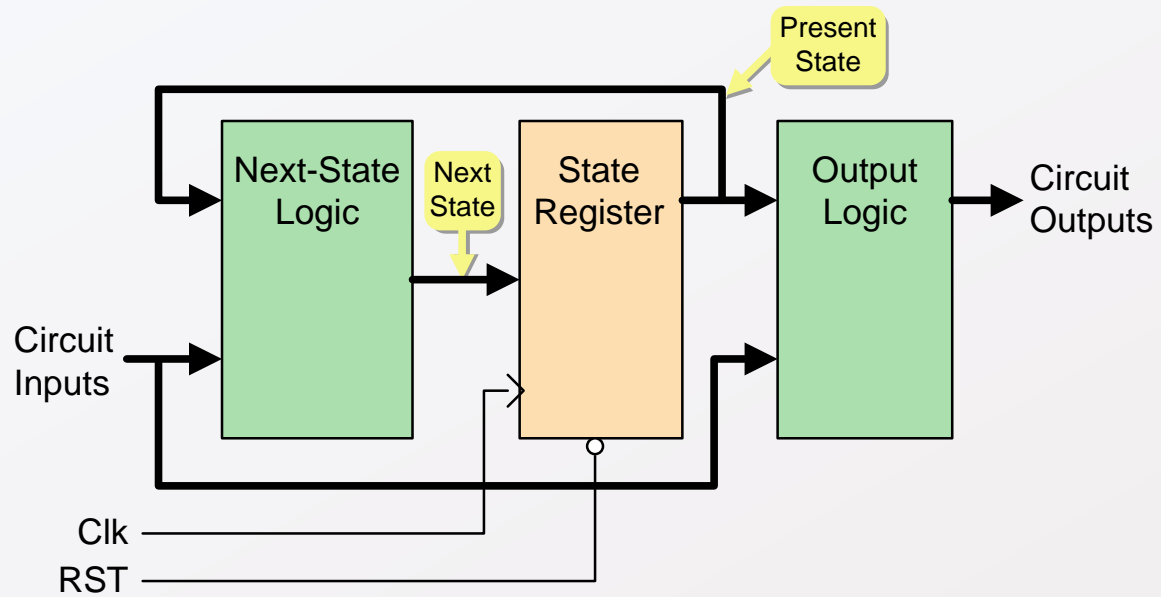 Present
State
Next-State
Logic
Next
State
State
Register
Output
Logic
Circuit
Outputs
Circuit
Inputs
Clk
RST